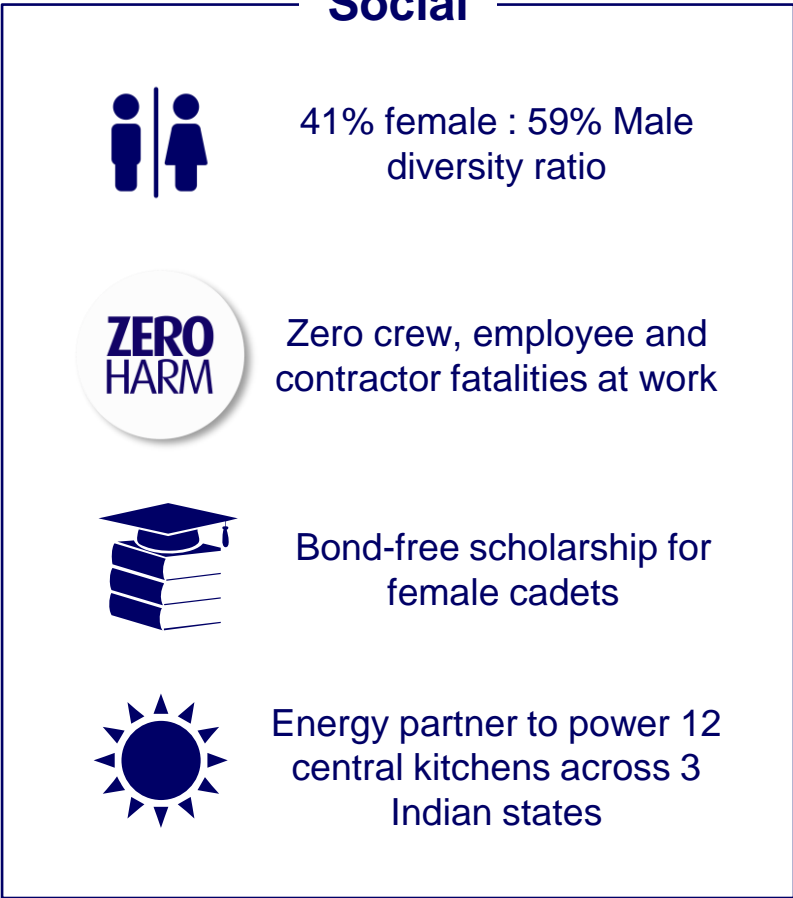 Social
41% female : 59% Male
diversity ratio
ZERO
HARM
Zero crew, employee and
contractor fatalities at work
Bond-free scholarship for
female cadets
Energy partner to power 12
central kitchens across 3
Indian states